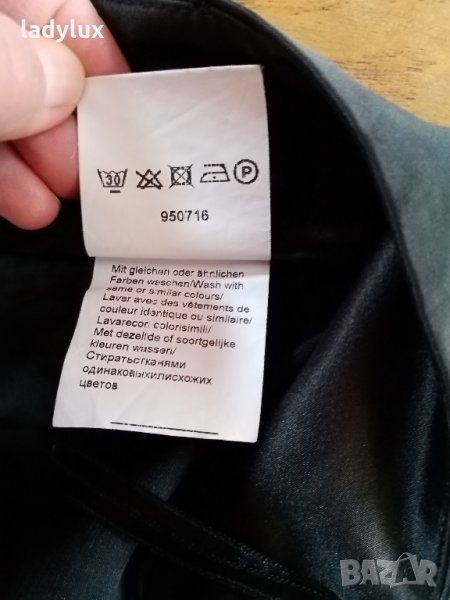 ladylux
30
P
950716
Mit gleichen oder ähnlichen
Farben waschen/Wash with
same or similar colours/
Laver avec des vêtements de
couleur identique ou similaire/
Lavarecon colorisimili/
Met dezelfde of soortgelijke
kleuren wassen/
Стиратьстканями
одинаковыхилисхожих
цветов
BAZAR